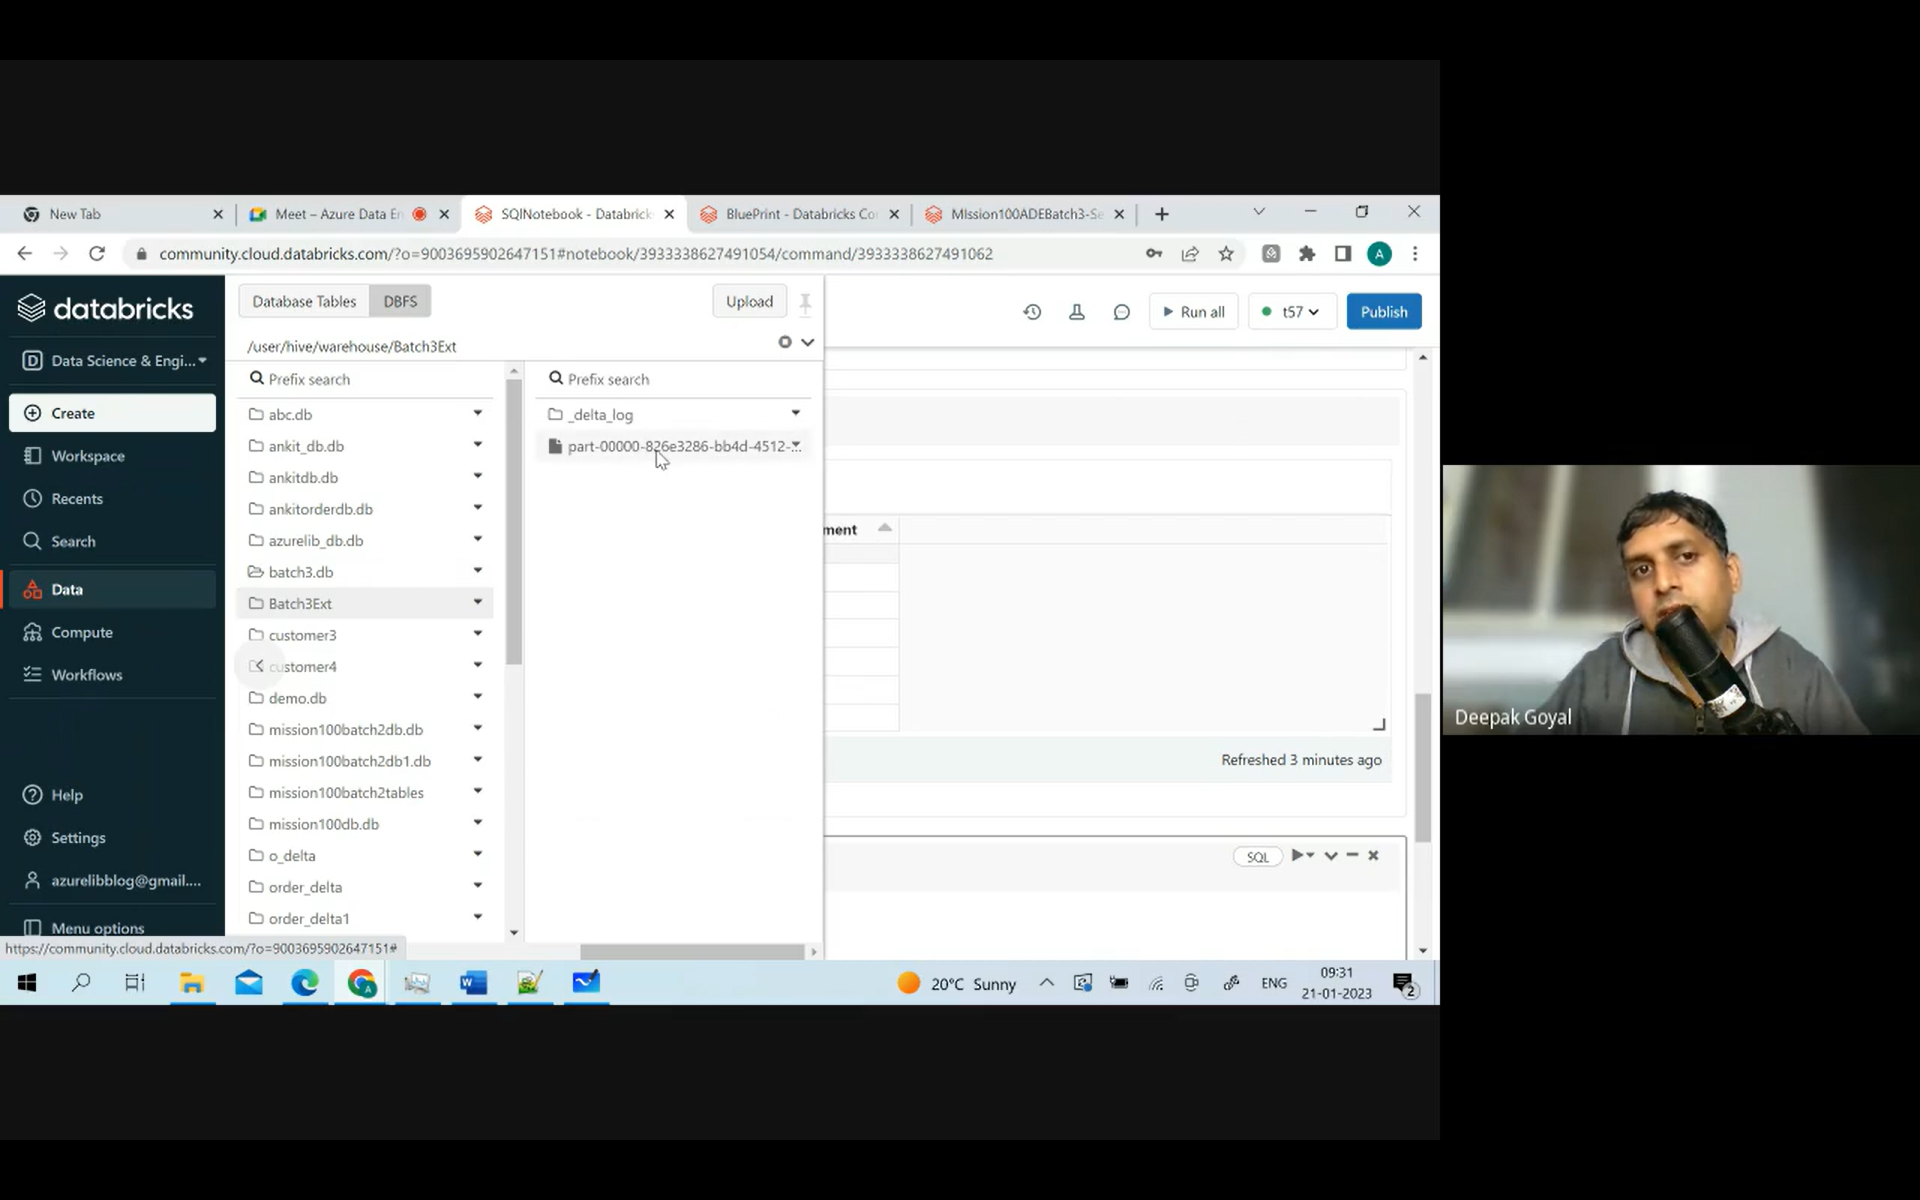 New Tab
Meet – Azure Data En
SQlNotebook - Databrick
BluePrint - Databricks Co
MIssion100ADEBatch3-Se
community.cloud.databricks.com/?o=9003695902647151#notebook/3933338627491054/command/3933338627491062
A
databricks
Database Tables
DBFS
Upload
Run all
t57
Publish
D
Data Science & Engi...
/user/hive/warehouse/Batch3Ext
Create
Workspace
Recents
Search
Data
Compute
Workflows
Help
Settings
azurelibblog@gmail....
Menu options
Prefix search
abc.db
ankit_db.db
ankitdb.db
ankitorderdb.db
azurelib_db.db
batch3.db
Batch3Ext
customer3
customer4
demo.db
mission100batch2db.db
mission100batch2db1.db
mission100batch2tables
mission100db.db
o_delta
order_delta
order_delta1
Prefix search
_delta_log
part-00000-826e3286-bb4d-4512-...
ment
Refreshed 3 minutes ago
SQL
https://community.cloud.databricks.com/?o=9003695902647151#
20°C Sunny
ENG
09:31
21-01-2023
2
Deepak Goyal